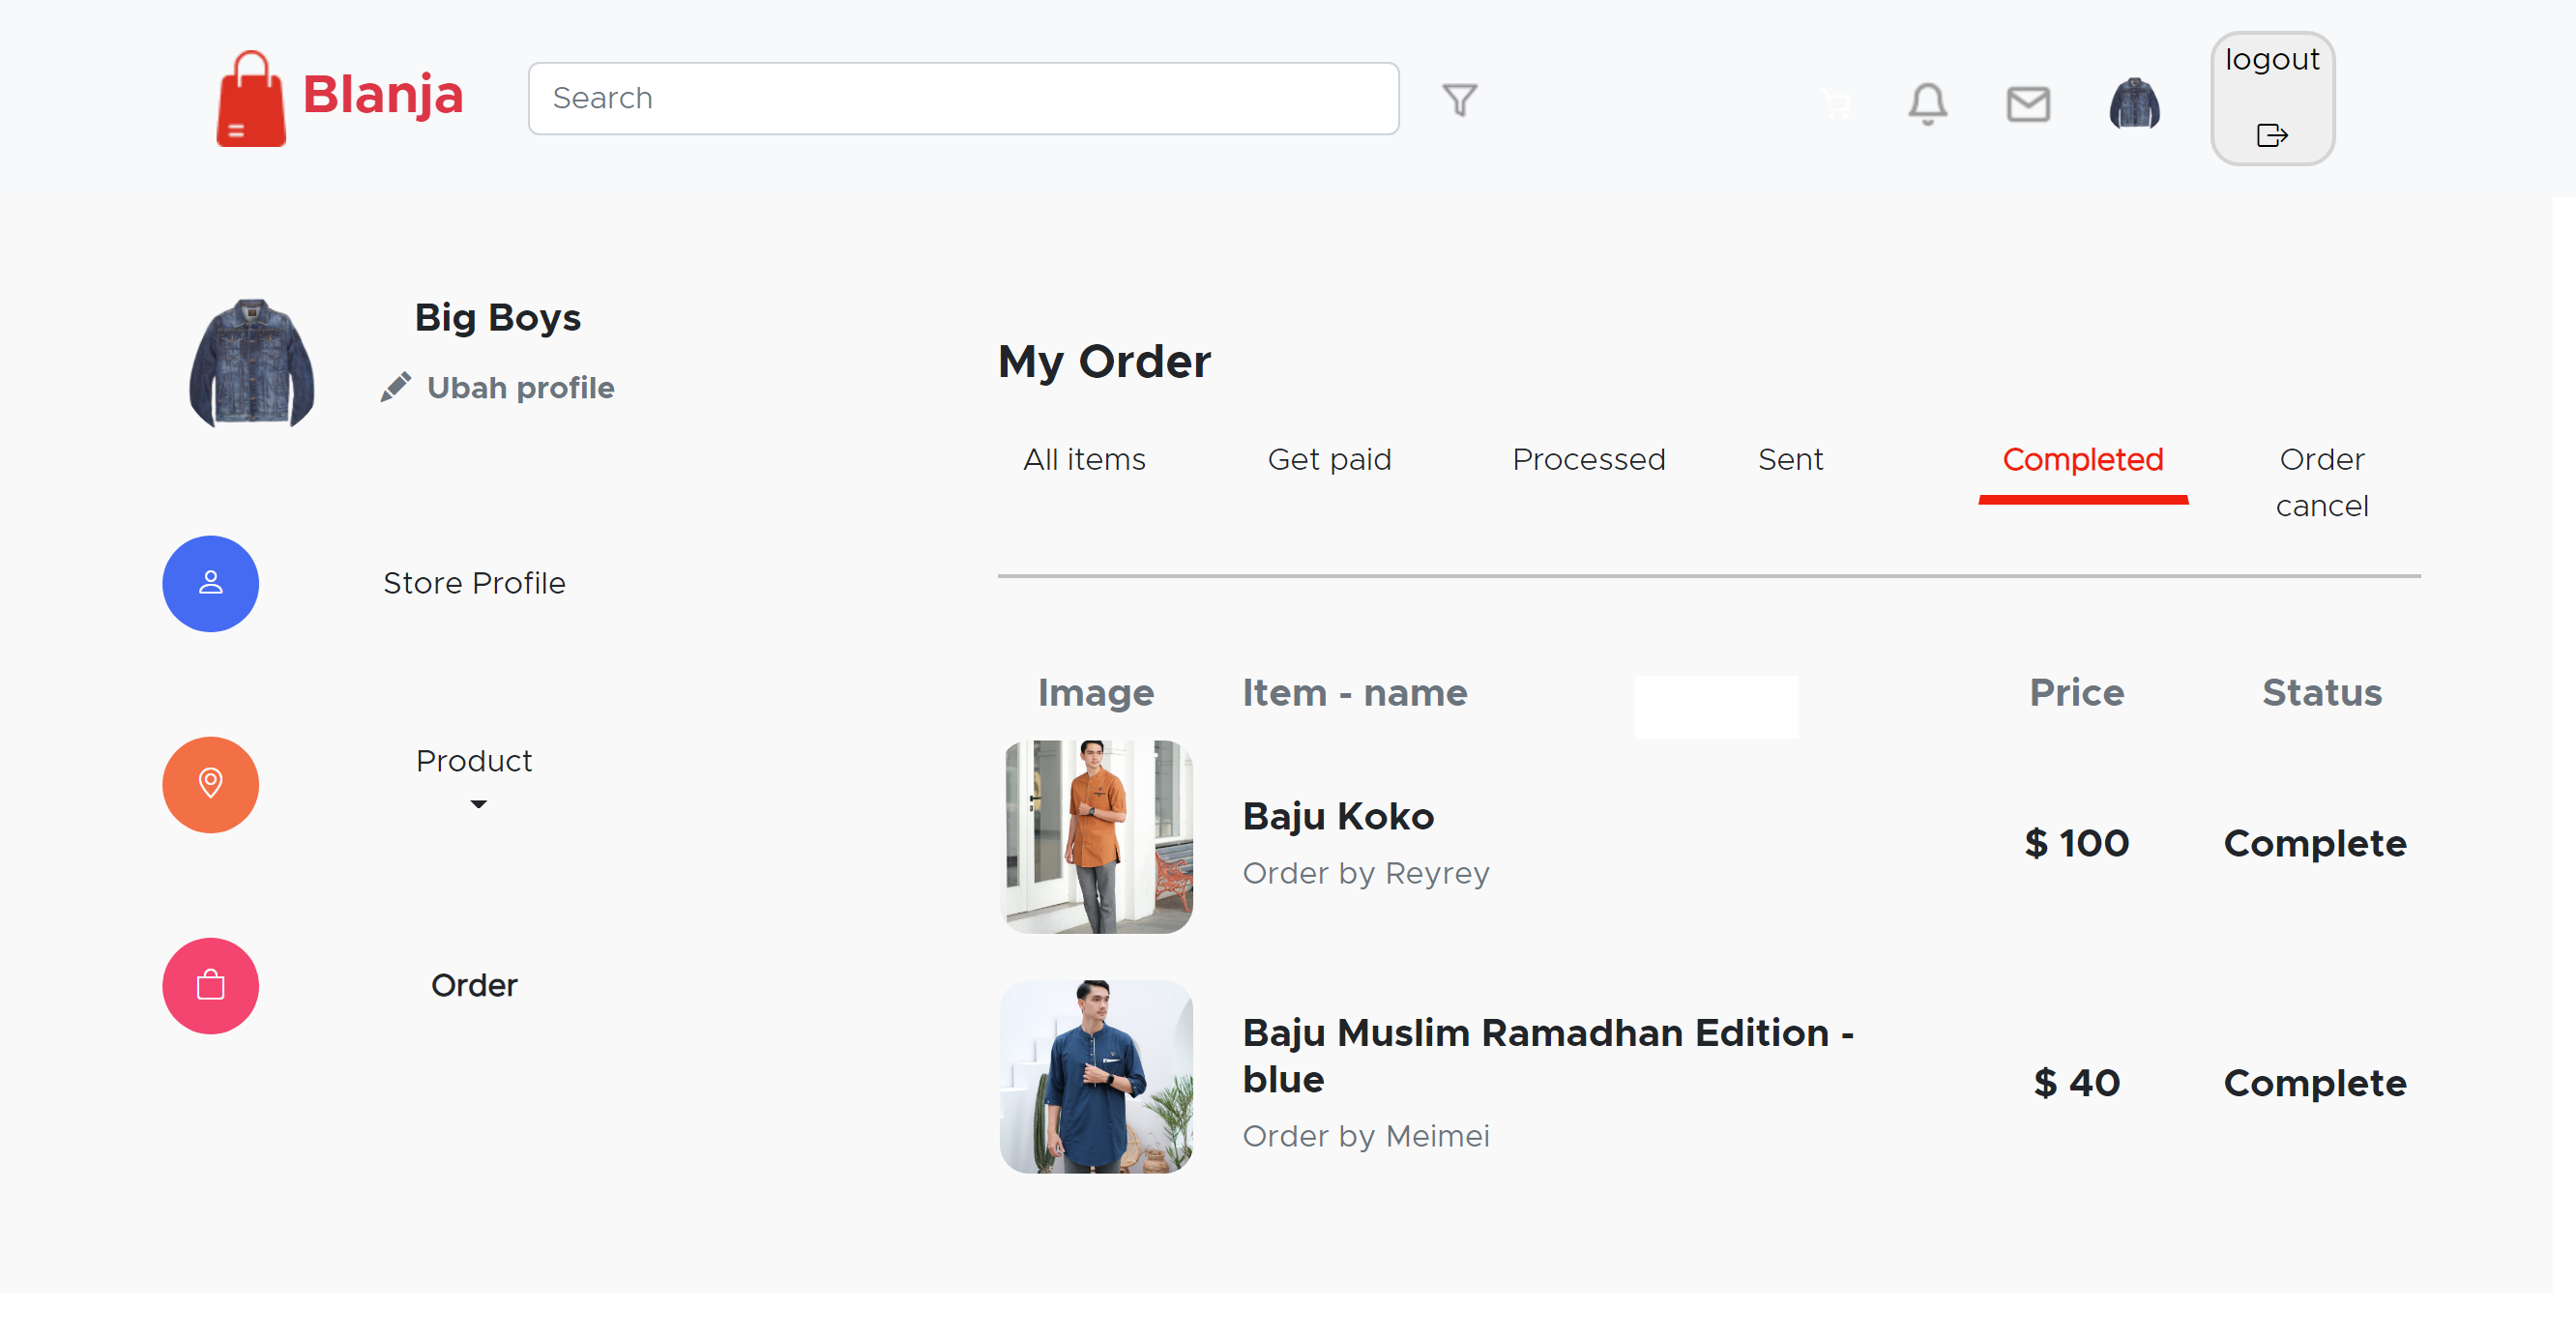 Blanja
Search
logout
Big Boys
Ubah profile
Store Profile
Product
Order
My Order
All items
Get paid
Processed
Sent
Completed
Order
cancel
Image
Item - name
Price
Status
Baju Koko
Order by Reyrey
$ 100
Complete
Baju Muslim Ramadhan Edition -
blue
Order by Meimei
$ 40
Complete